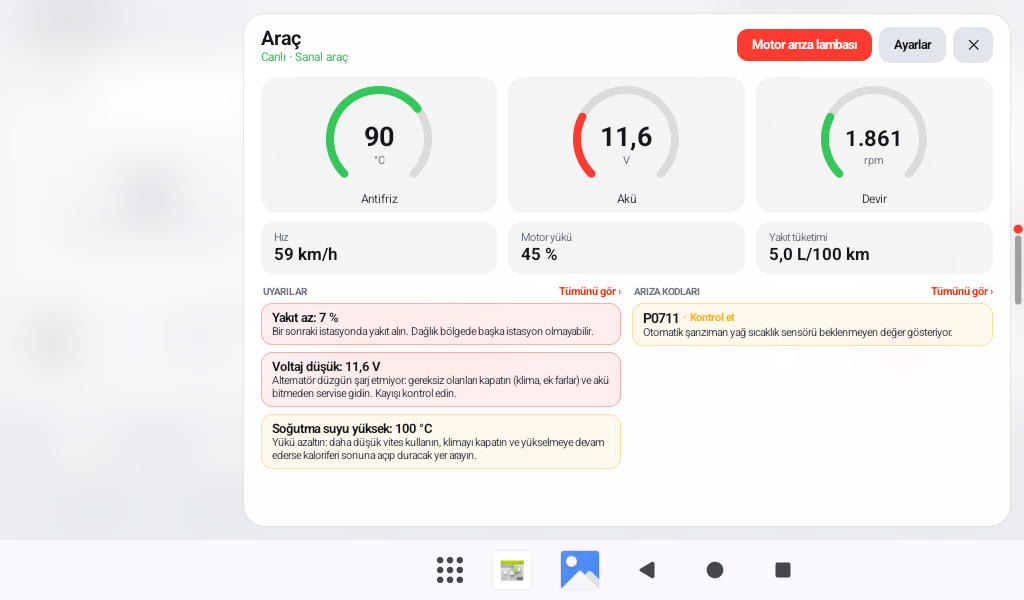 Araç
Canlı · Sanal araç
Motor arıza lambası
Ayarlar
90
°C
Antifriz
11,6
V
Akü
1.861
rpm
Devir
Hız
59 km/h
Motor yükü
45 %
Yakıt tüketimi
5,0 L/100 km
UYARILAR
Tümünü gör ›
Yakıt az: 7 %
Bir sonraki istasyonda yakıt alın. Dağlık bölgede başka istasyon olmayabilir.
Voltaj düşük: 11,6 V
Alternatör düzgün şarj etmiyor: gereksiz olanları kapatın (klima, ek farlar) ve akü
bitmeden servise gidin. Kayışı kontrol edin.
Soğutma suyu yüksek: 100 °C
Yükü azaltın: daha düşük vites kullanın, klimayı kapatın ve yükselmeye devam
ederse kaloriferi sonuna açıp duracak yer arayın.
ARIZA KODLARI
Tümünü gör ›
P0711 · Kontrol et
Otomatik şanzıman yağ sıcaklık sensörü beklenmeyen değer gösteriyor.